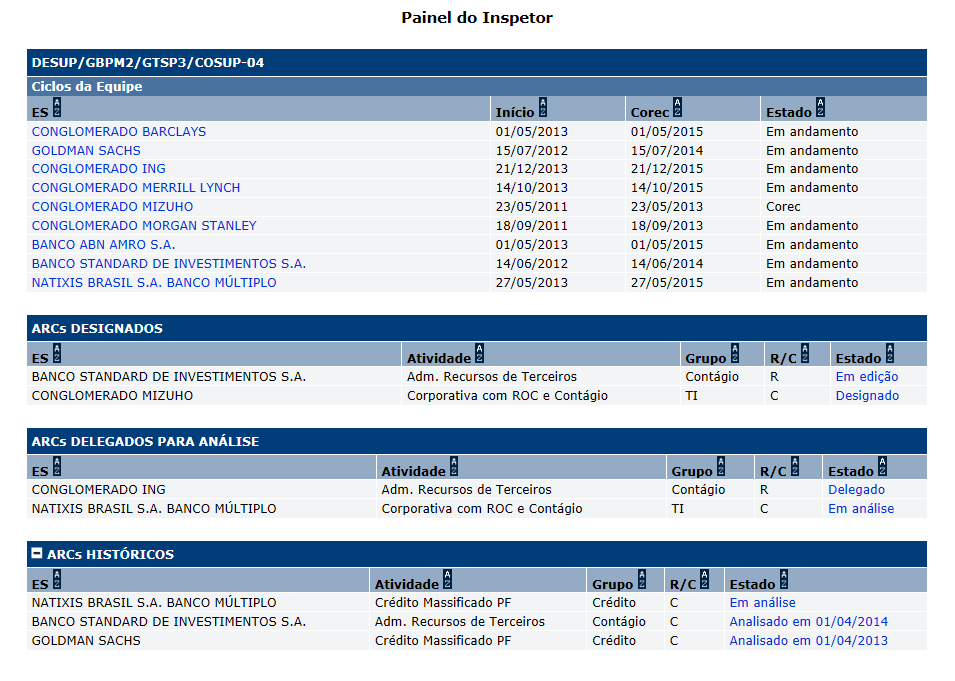 Painel do Inspetor
DESUP/GBPM2/GTSP3/COSUP-04
Ciclos da Equipe
ES Início Corec Estado
CONGLOMERADO BARCLAYS 01/05/2013 01/05/2015 Em andamento
GOLDMAN SACHS 15/07/2012 15/07/2014 Em andamento
CONGLOMERADO ING 21/12/2013 21/12/2015 Em andamento
CONGLOMERADO MERRILL LYNCH 14/10/2013 14/10/2015 Em andamento
CONGLOMERADO MIZUHO 23/05/2011 23/05/2013 Corec
CONGLOMERADO MORGAN STANLEY 18/09/2011 18/09/2013 Em andamento
BANCO ABN AMRO S.A. 01/05/2013 01/05/2015 Em andamento
BANCO STANDARD DE INVESTIMENTOS S.A. 14/06/2012 14/06/2014 Em andamento
NATIXIS BRASIL S.A. BANCO MÚLTIPLO 27/05/2013 27/05/2015 Em andamento
ARCs DESIGNADOS
ES Atividade Grupo R/C Estado
BANCO STANDARD DE INVESTIMENTOS S.A. Adm. Recursos de Terceiros Contágio R Em edição
CONGLOMERADO MIZUHO Corporativa com ROC e Contágio TI C Designado
ARCs DELEGADOS PARA ANÁLISE
ES Atividade Grupo R/C Estado
CONGLOMERADO ING Adm. Recursos de Terceiros Contágio R Delegado
NATIXIS BRASIL S.A. BANCO MÚLTIPLO Corporativa com ROC e Contágio TI C Em análise
ARCs HISTÓRICOS
ES Atividade Grupo R/C Estado
NATIXIS BRASIL S.A. BANCO MÚLTIPLO Crédito Massificado PF Crédito C Em análise
BANCO STANDARD DE INVESTIMENTOS S.A. Adm. Recursos de Terceiros Contágio C Analisado em 01/04/2014
GOLDMAN SACHS Crédito Massificado PF Crédito C Analisado em 01/04/2013